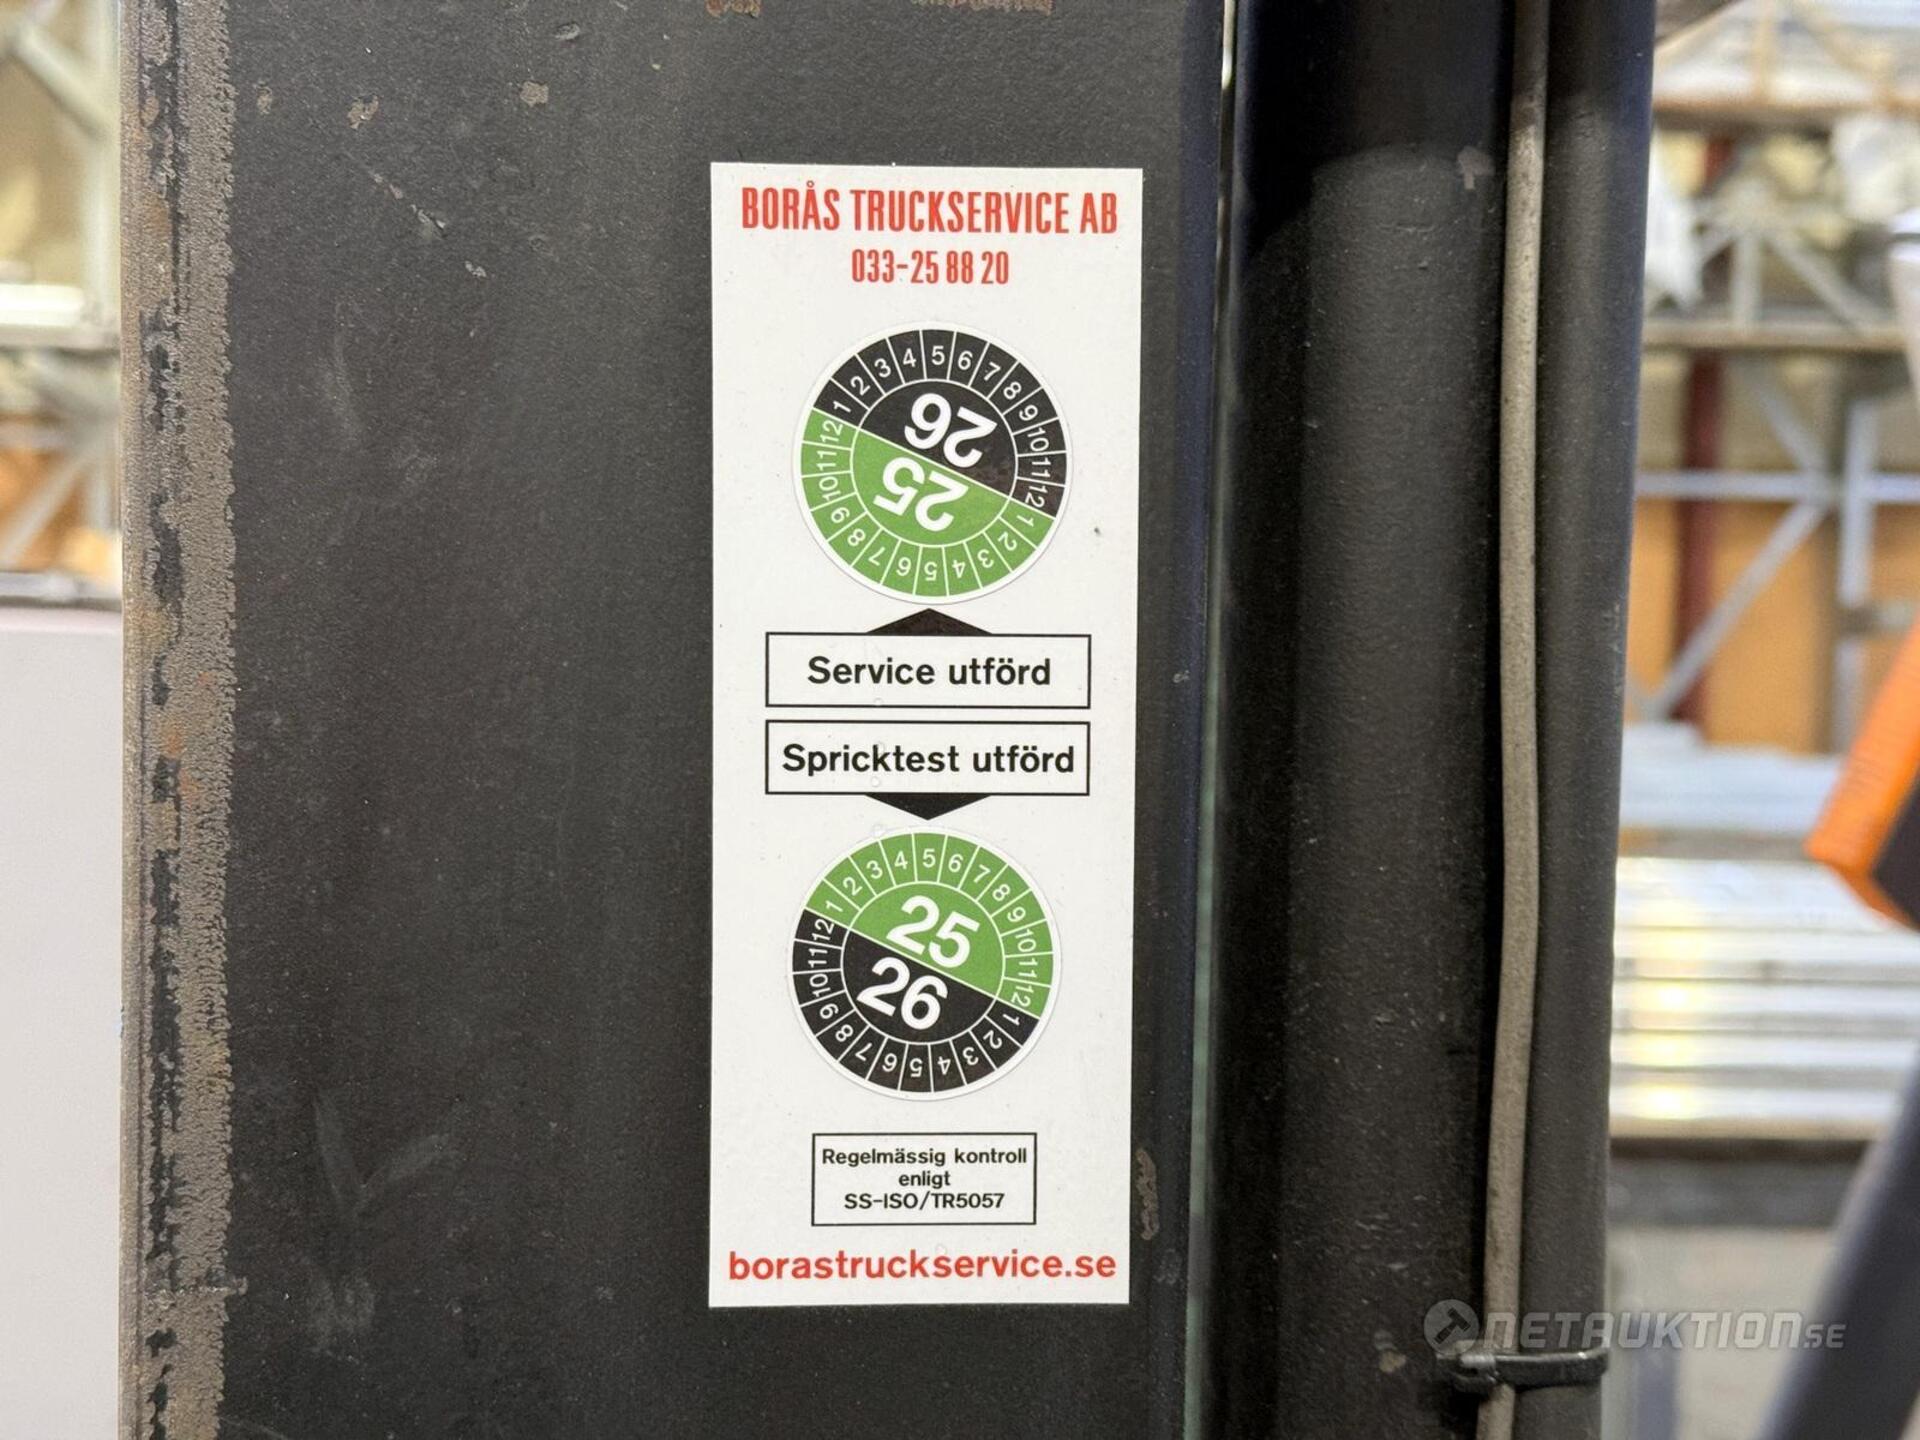 BORÅS TRUCKSERVICE AB
033-25 88 20
1 2 3 4 5 6 7 8 9 10 11 12
26
25
1 2 3 4 5 6 7 8 9 10 11 12
Service utförd
Spricktest utförd
1 2 3 4 5 6 7 8 9 10 11 12
25
26
1 2 3 4 5 6 7 8 9 10 11 12
Regelmässig kontroll
enligt
SS-ISO/TR5057
borastruckservice.se
NETAUKTION.SE